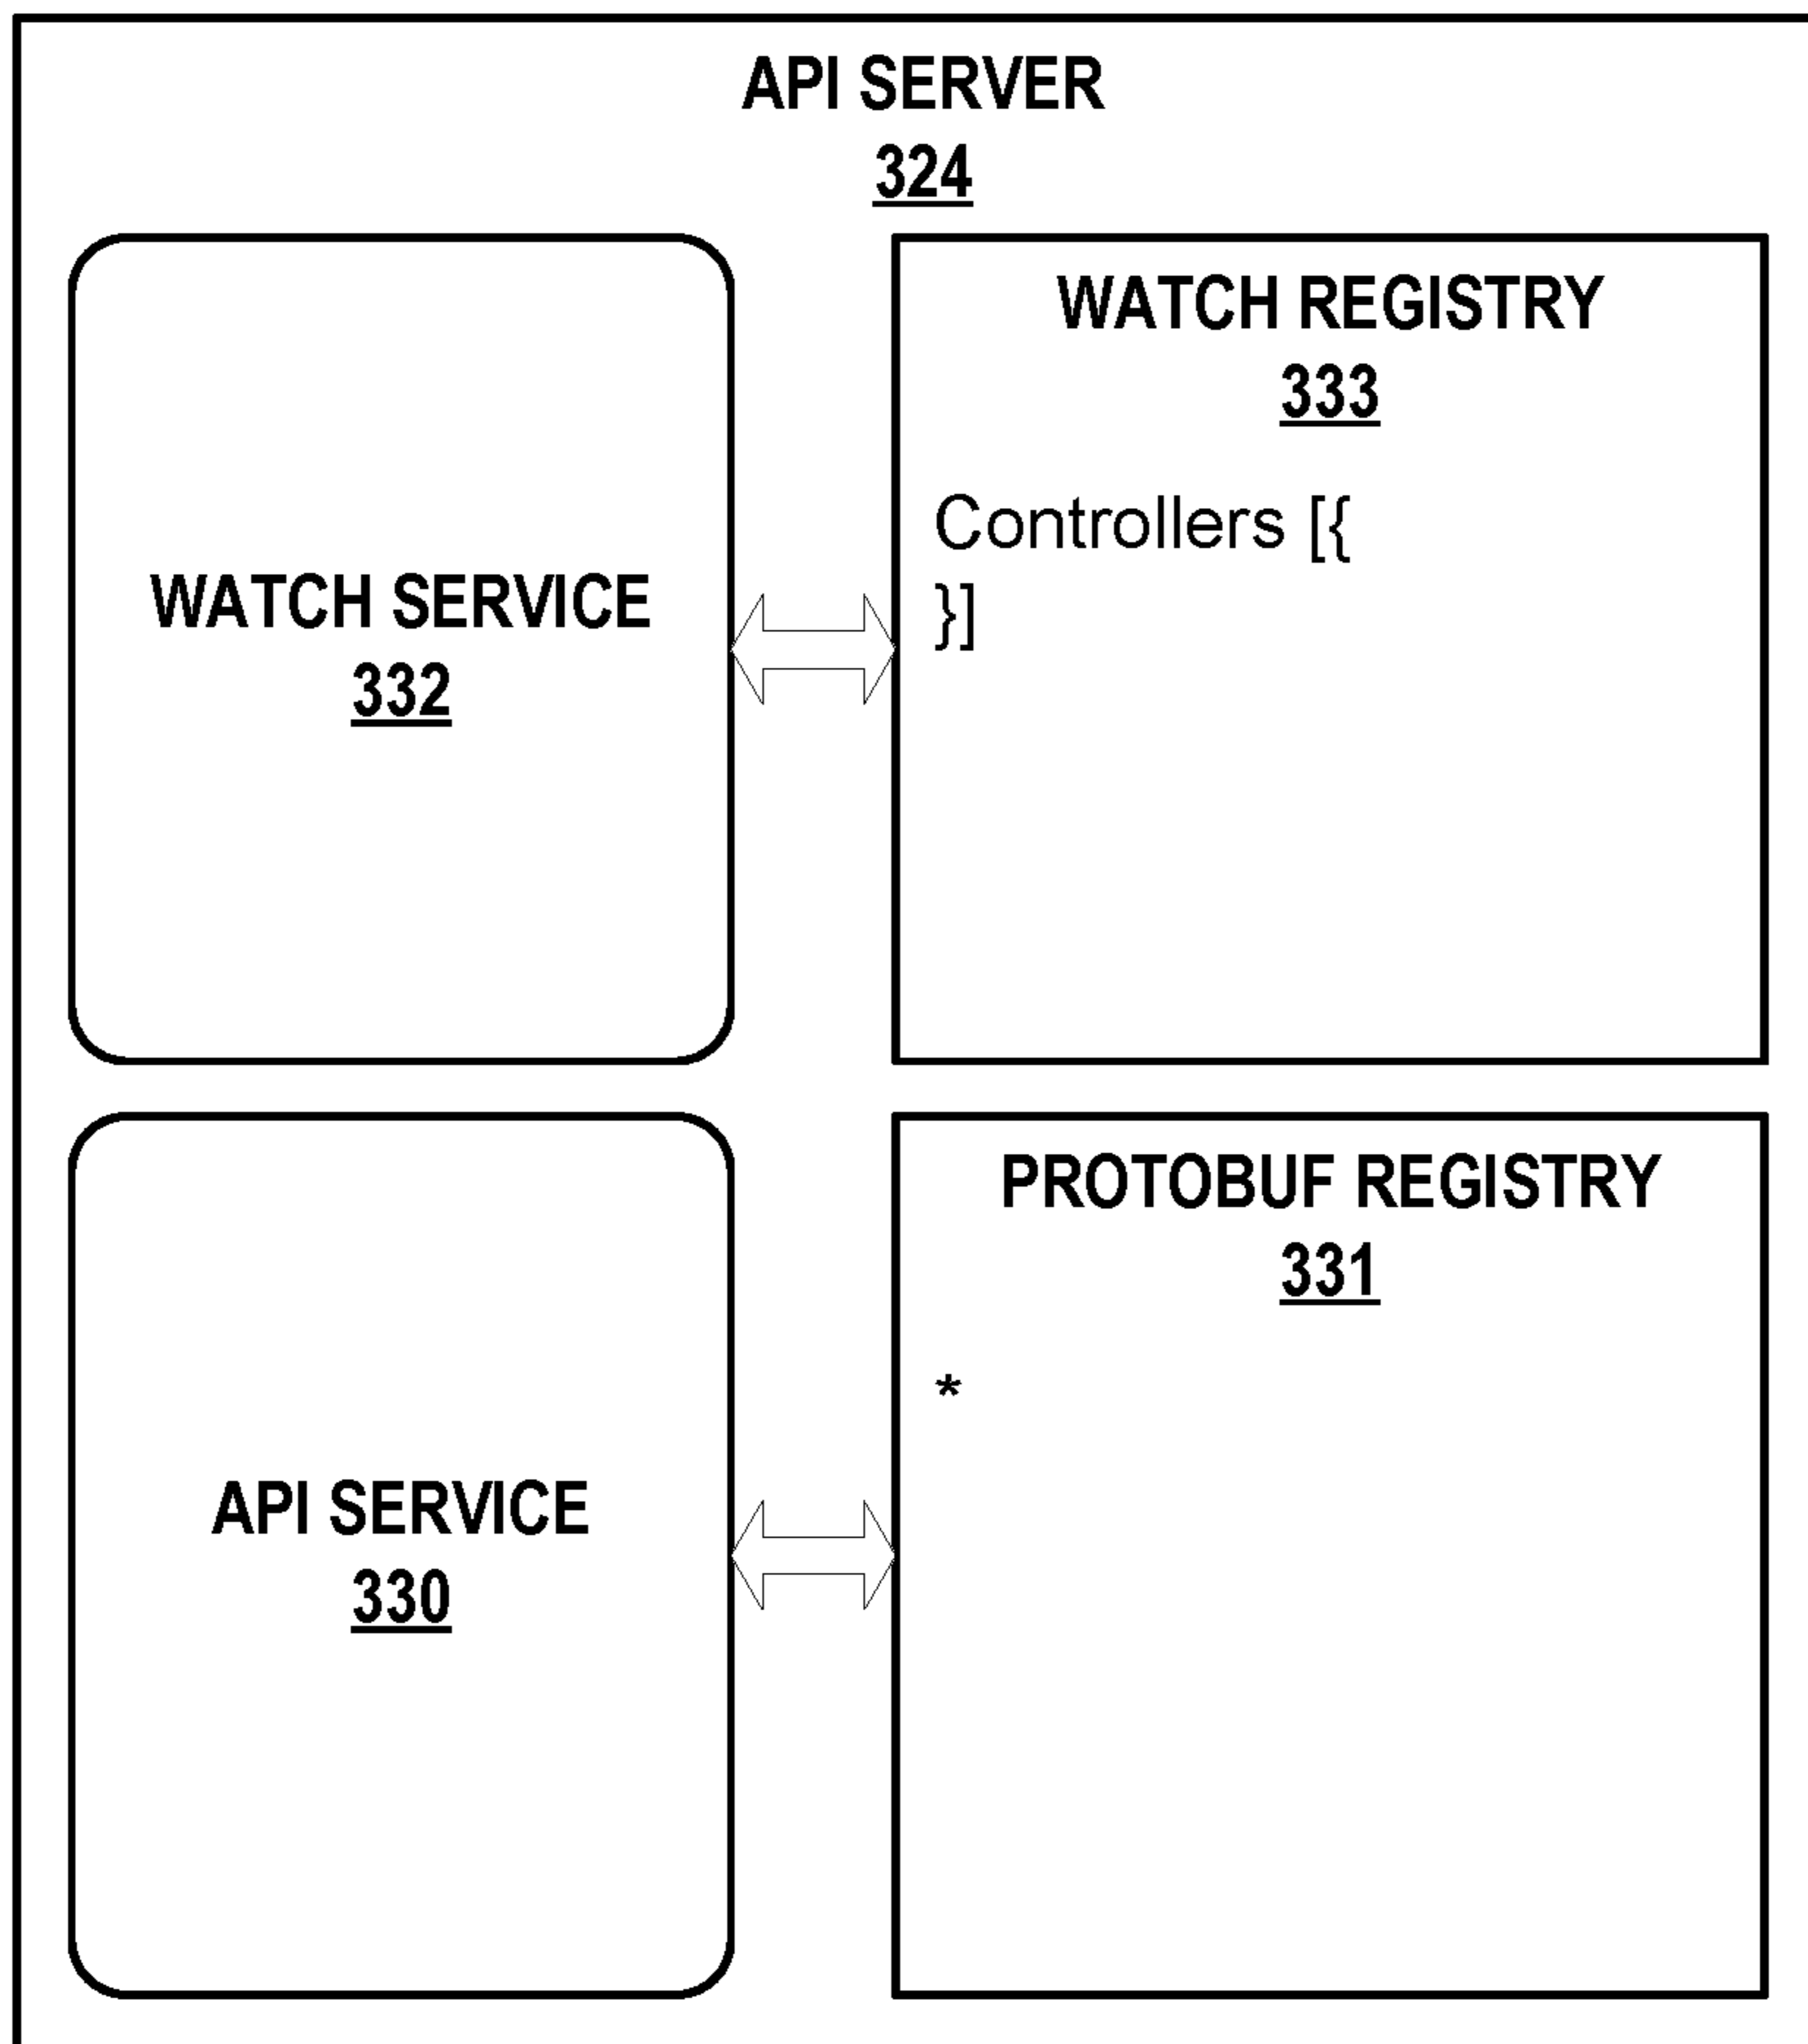 API SERVER
324
WATCH SERVICE
332
WATCH REGISTRY
333
Controllers [{
}]
API SERVICE
330
PROTOBUF REGISTRY
331
*